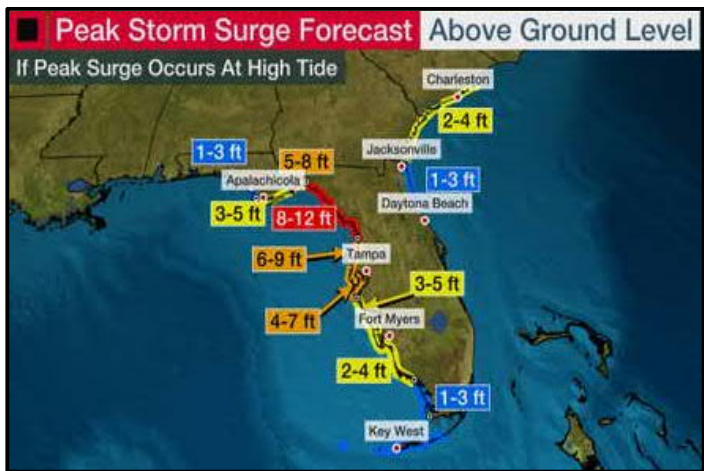 Peak Storm Surge Forecast
Above Ground Level
If Peak Surge Occurs At High Tide
Charleston
2-4 ft
Jacksonville
1-3 ft
5-8 ft
Apalachicola
1-3 ft
Daytona Beach
3-5 ft
8-12 ft
6-9 ft
Tampa
3-5 ft
4-7 ft
Fort Myers
2-4 ft
1-3 ft
Key West